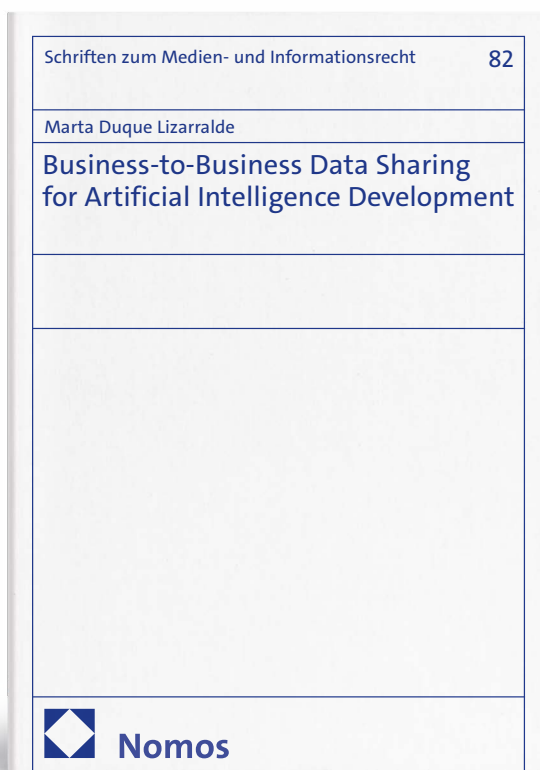 Schriften zum Medien- und Informationsrecht 82
Marta Duque Lizarralde
Business-to-Business Data Sharing
for Artificial Intelligence Development
Nomos